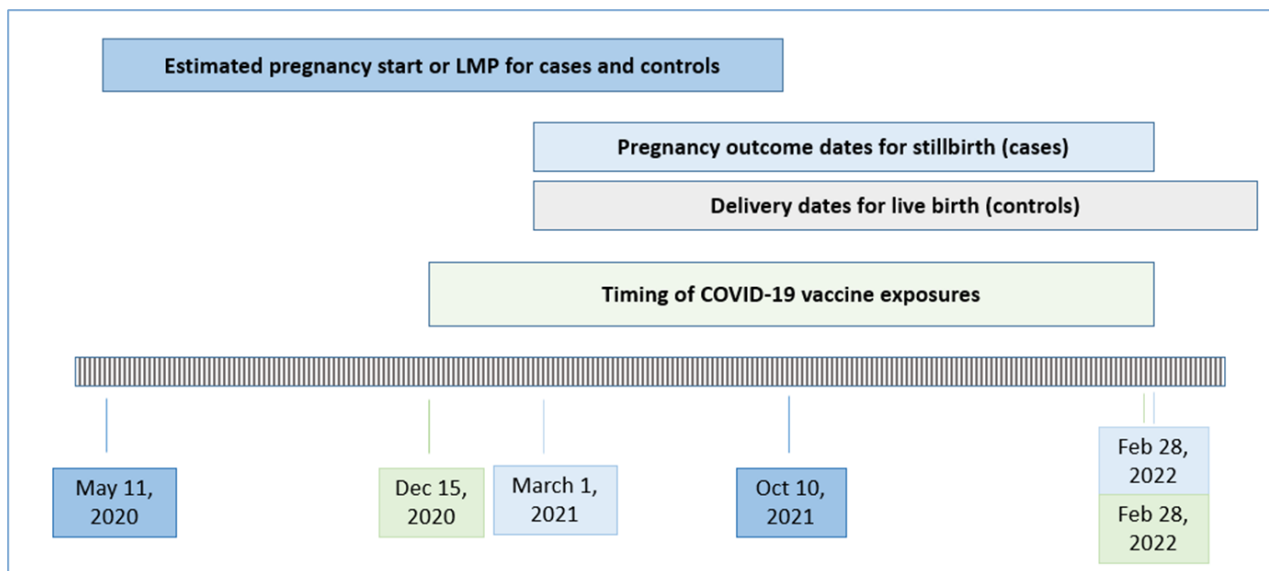 Estimated pregnancy start or LMP for cases and controls
Pregnancy outcome dates for stillbirth (cases)
Delivery dates for live birth (controls)
Timing of COVID-19 vaccine exposures
May 11,
2020
Dec 15,
2020
March 1,
2021
Oct 10,
2021
Feb 28,
2022
Feb 28,
2022